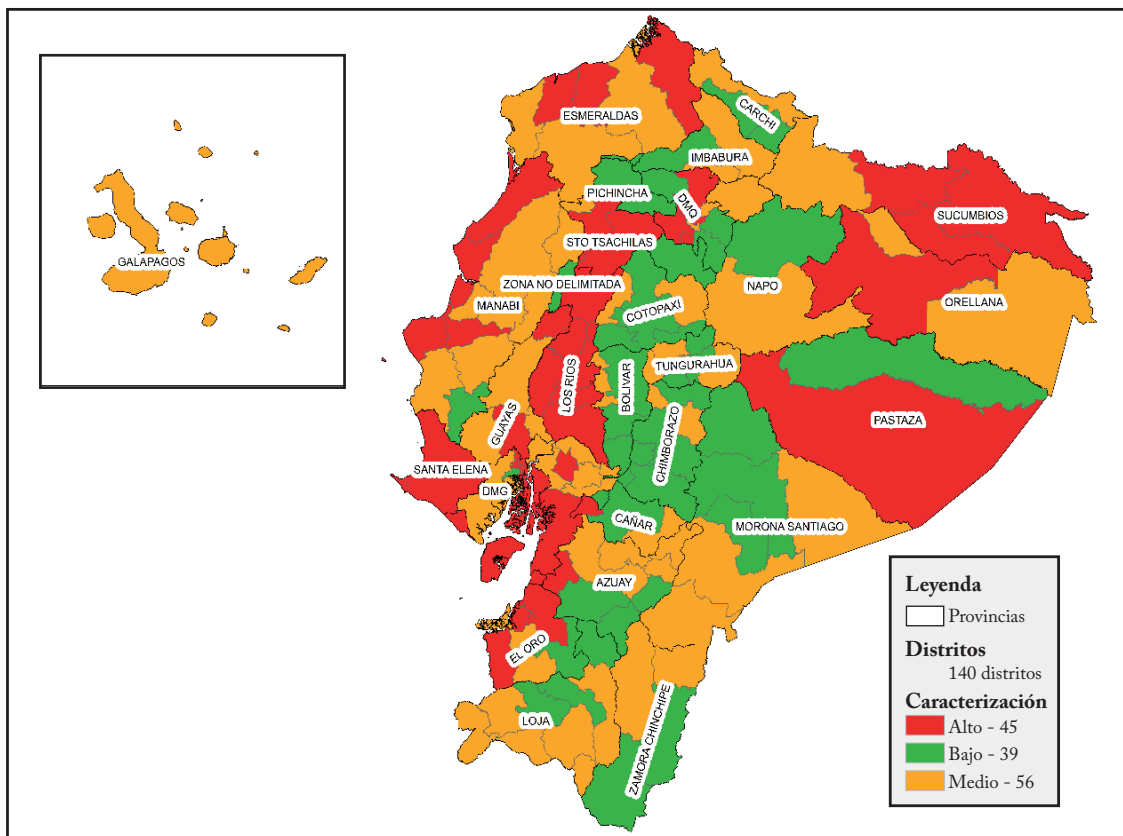 ESMERALDAS
CARCHI
IMBABURA
PICHINCHA
DMQ
SUCUMBIOS
STO TSACHILAS
GALAPAGOS
ZONA NO DELIMITADA
NAPO
MANABI
ORELLANA
COTOPAXI
LOS RIOS
BOLIVAR
TUNGURAHUA
PASTAZA
GUAYAS
CHIMBORAZO
SANTA ELENA
DMG
CAÑAR
MORONA SANTIAGO
AZUAY
EL ORO
LOJA
ZAMORA CHINCHIPE
Leyenda
Provincias
Distritos
140 distritos
Caracterización
Alto - 45
Bajo - 39
Medio - 56